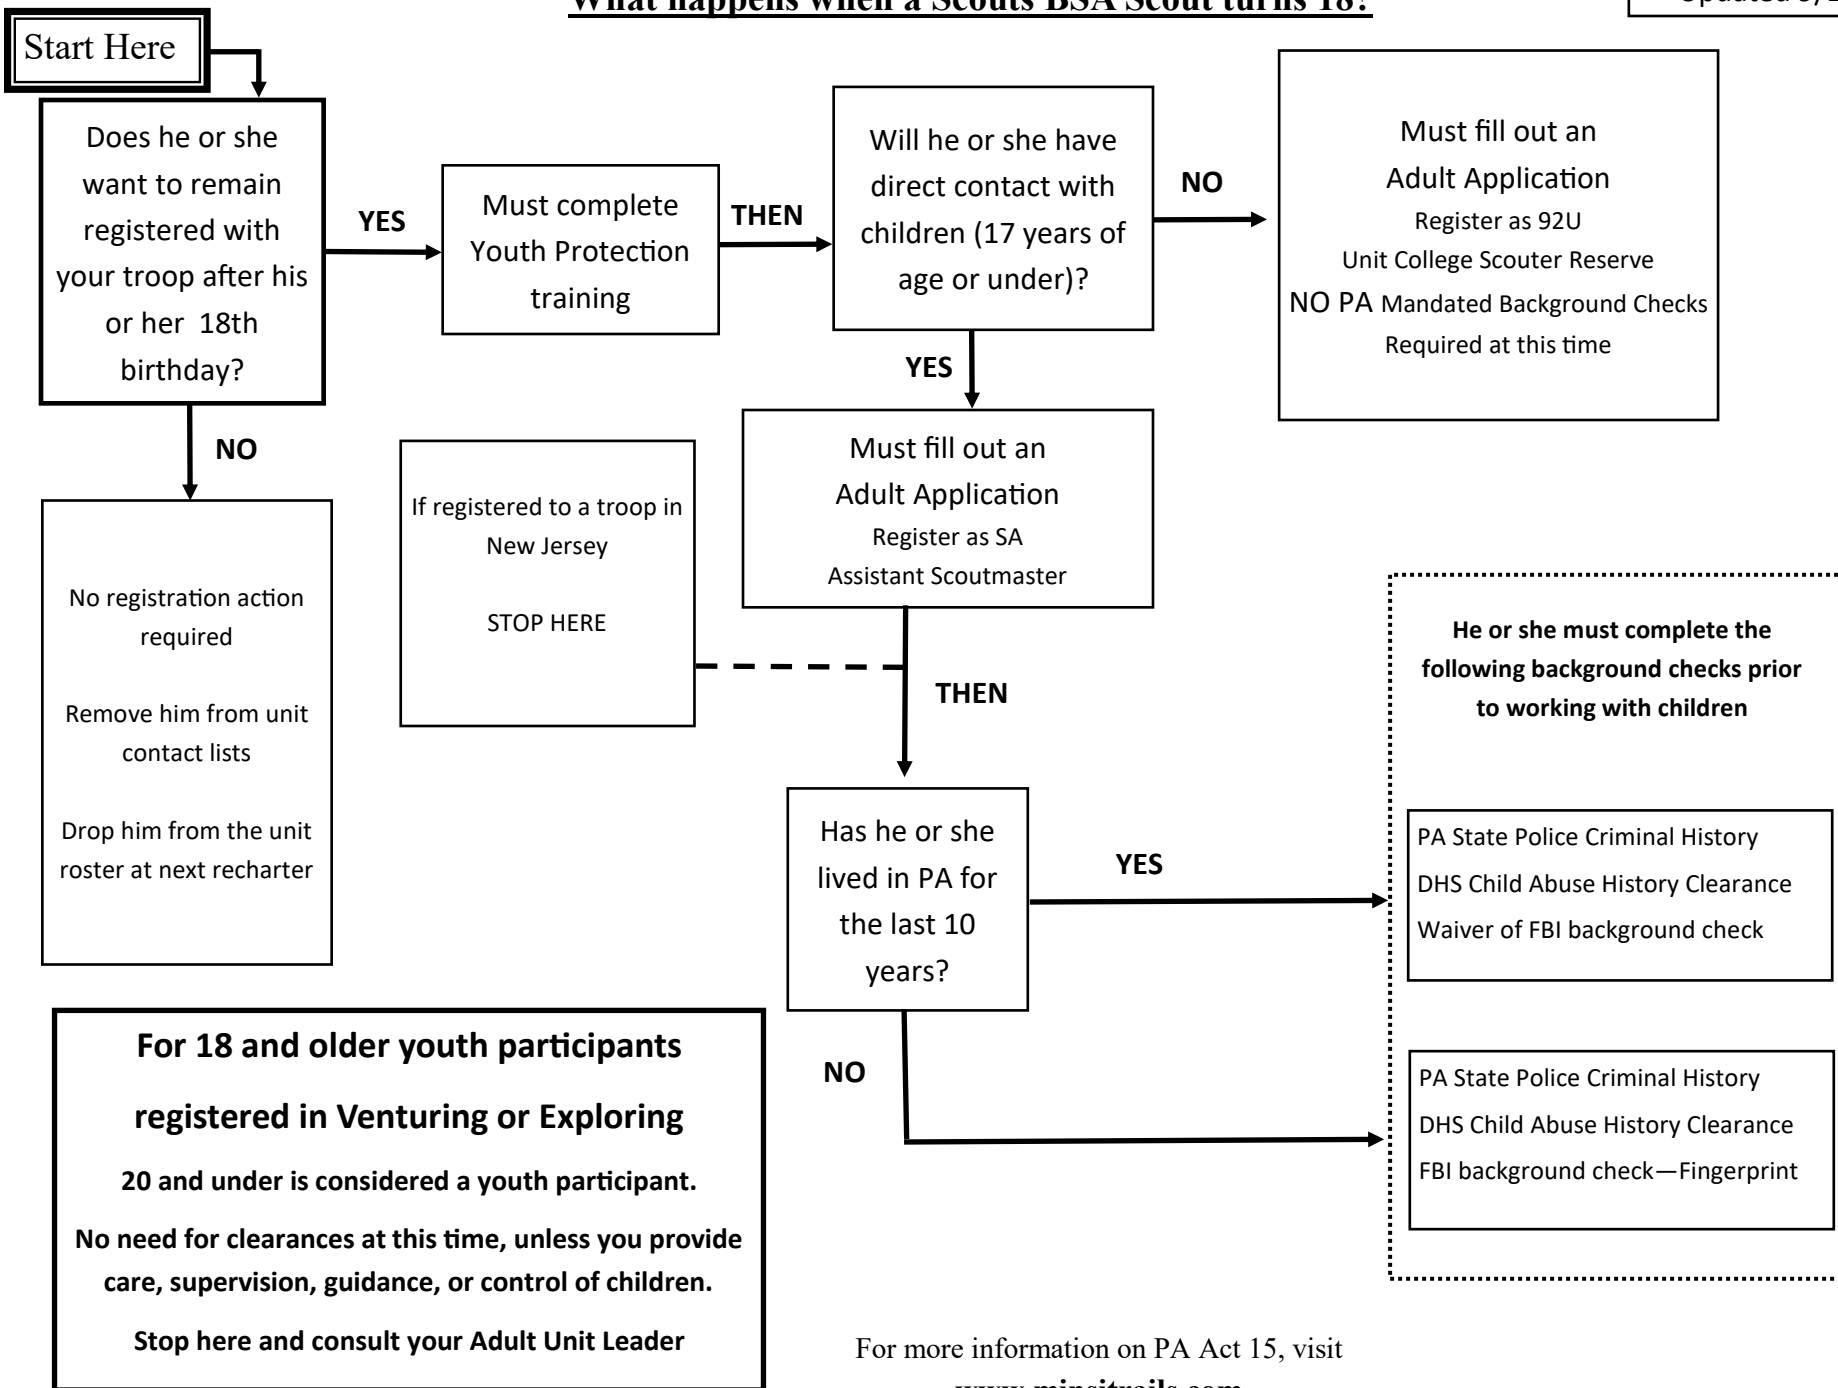 What happens when a Scouts BSA Scout turns 18?
Start Here
Does he or she
want to remain
registered with
your troop after his
or her 18th
birthday?
YES
Must complete
Youth Protection
training
THEN
Will he or she have
direct contact with
children (17 years of
age or under)?
NO
Must fill out an
Adult Application
Register as 92U
Unit College Scouter Reserve
NO PA Mandated Background Checks
Required at this time
YES
NO
No registration action
required
Remove him from unit
contact lists
Drop him from the unit
roster at next recharter
If registered to a troop in
New Jersey
STOP HERE
Must fill out an
Adult Application
Register as SA
Assistant Scoutmaster
THEN
Has he or she
lived in PA for
the last 10
years?
YES
NO
He or she must complete the
following background checks prior
to working with children
PA State Police Criminal History
DHS Child Abuse History Clearance
Waiver of FBI background check
PA State Police Criminal History
DHS Child Abuse History Clearance
FBI background check—Fingerprint
For 18 and older youth participants
registered in Venturing or Exploring
20 and under is considered a youth participant.
No need for clearances at this time, unless you provide
care, supervision, guidance, or control of children.
Stop here and consult your Adult Unit Leader
For more information on PA Act 15, visit
www.minsitrails.com